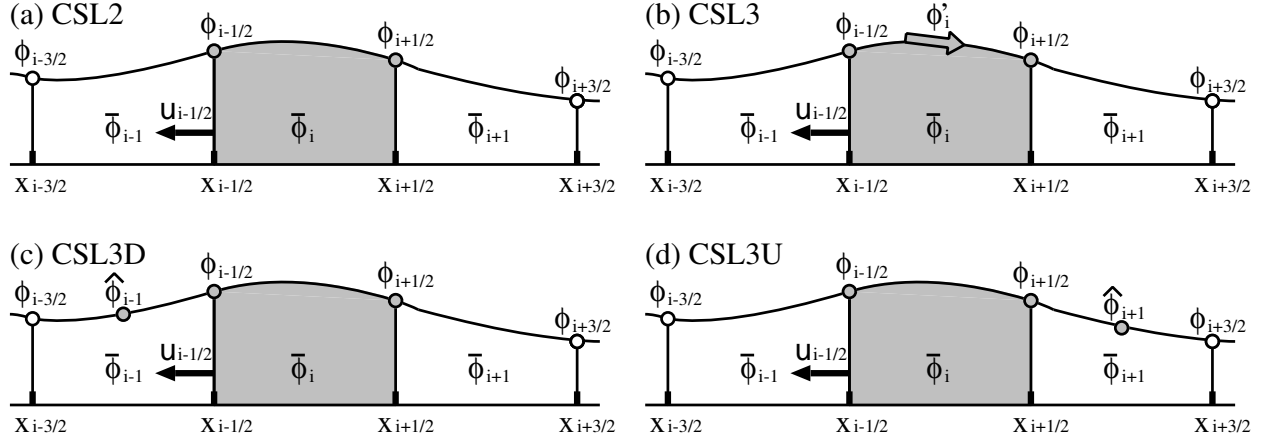 (a) CSL2
ϕi-3/2 ϕi-1/2 ϕi+1/2 ϕi+3/2
ϕ̄i-1 ui-1/2 ϕ̄i ϕ̄i+1
xi-3/2 xi-1/2 xi+1/2 xi+3/2
(b) CSL3
ϕi-3/2 ϕi-1/2 ϕ'i ϕi+1/2 ϕi+3/2
ϕ̄i-1 ui-1/2 ϕ̄i ϕ̄i+1
xi-3/2 xi-1/2 xi+1/2 xi+3/2
(c) CSL3D
ϕi-3/2 ϕ̂i-1 ϕi-1/2 ϕi+1/2 ϕi+3/2
ϕ̄i-1 ui-1/2 ϕ̄i ϕ̄i+1
xi-3/2 xi-1/2 xi+1/2 xi+3/2
(d) CSL3U
ϕi-3/2 ϕi-1/2 ϕi+1/2 ϕ̂i+1 ϕi+3/2
ϕ̄i-1 ui-1/2 ϕ̄i ϕ̄i+1
xi-3/2 xi-1/2 xi+1/2 xi+3/2